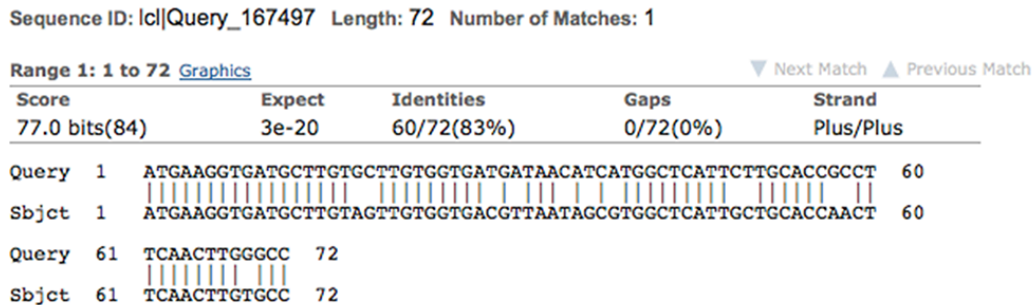 Sequence ID: lcl|Query_167497 Length: 72 Number of Matches: 1
Range 1: 1 to 72 Graphics ▼ Next Match ▲ Previous Match
Score Expect Identities Gaps Strand
77.0 bits(84) 3e-20 60/72(83%) 0/72(0%) Plus/Plus
Query 1 ATGAAGGTGATGCTTGTGCTTGTGGTGATGATAACATCATGGCTCATTCTTGCACCGCCT 60
Sbjct 1 ATGAAGGTGATGCTTGTAGTTGTGGTGACGTTAATAGCGTGGCTCATTGCTGCACCAACT 60
Query 61 TCAACTTGGGCC 72
Sbjct 61 TCAACTTGTGCC 72